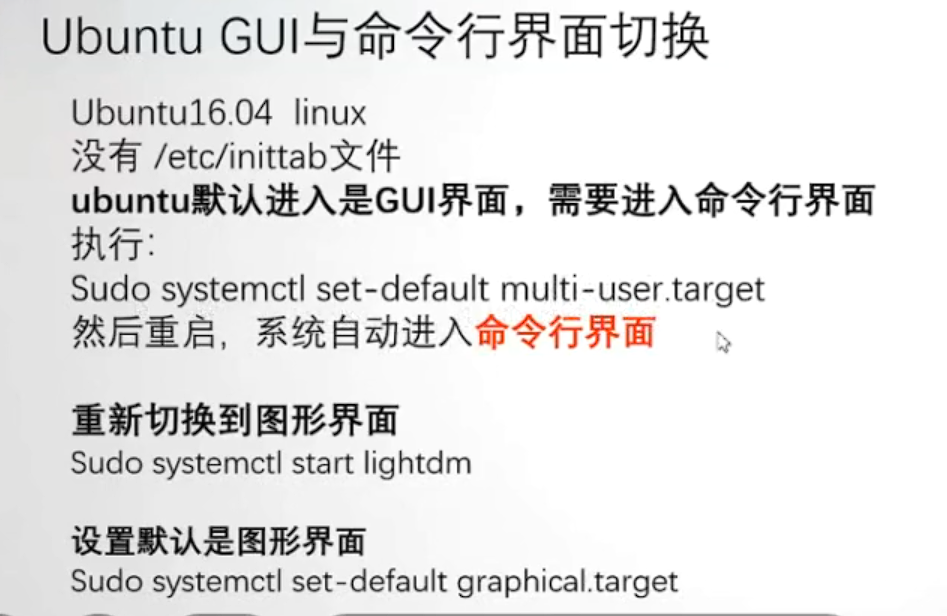 Ubuntu GUI与命令行界面切换
Ubuntu16.04 linux
没有 /etc/inittab文件
ubuntu默认进入是GUI界面，需要进入命令行界面
执行:
Sudo systemctl set-default multi-user.target
然后重启，系统自动进入命令行界面
重新切换到图形界面
Sudo systemctl start lightdm
设置默认是图形界面
Sudo systemctl set-default graphical.target